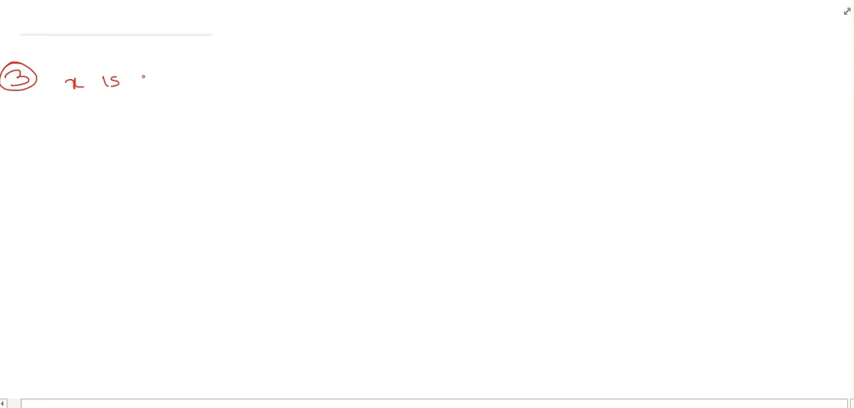 ③ x is